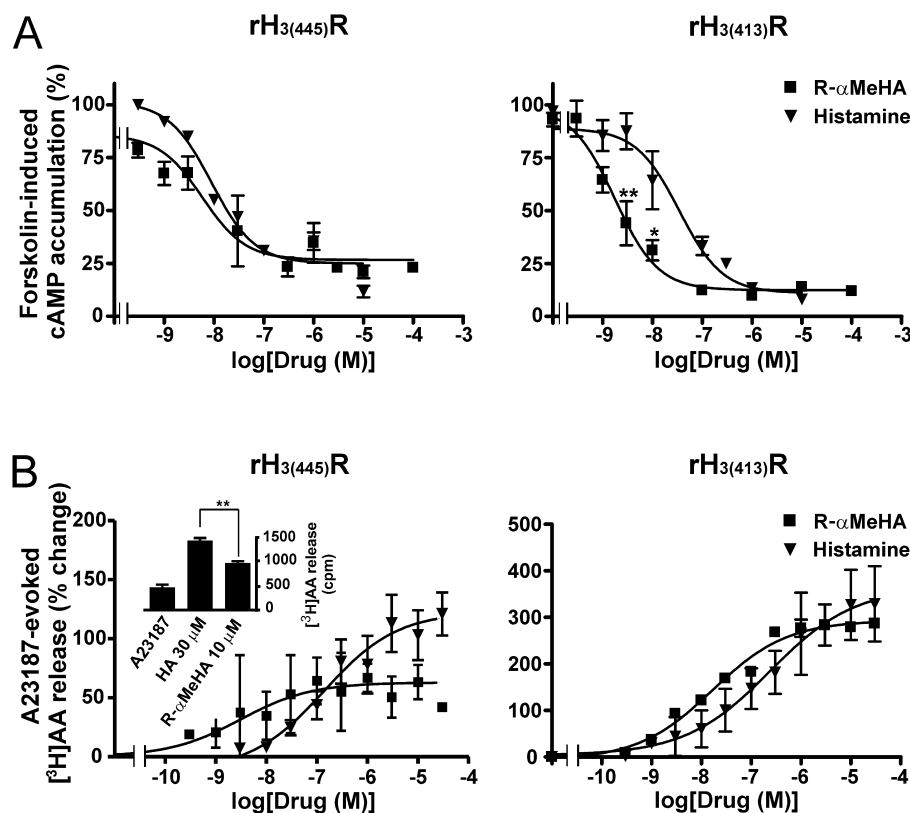 A
rH3(445)R
rH3(413)R
R-αMeHA
Histamine
Forskolin-induced
cAMP accumulation (%)
100
75
50
25
0
-9
-8
-7
-6
-5
-4
-3
log[Drug (M)]
100
75
50
25
0
**
*
-9
-8
-7
-6
-5
-4
-3
log[Drug (M)]
B
rH3(445)R
rH3(413)R
R-αMeHA
Histamine
A23187-evoked
[³H]AA release (% change)
200
150
100
50
0
**
1500
1000
500
0
[³H]AA release
(cpm)
A23187
HA 30 µM
R-αMeHA 10 µM
-10
-9
-8
-7
-6
-5
-4
log[Drug (M)]
500
400
300
200
100
0
-10
-9
-8
-7
-6
-5
-4
log[Drug (M)]